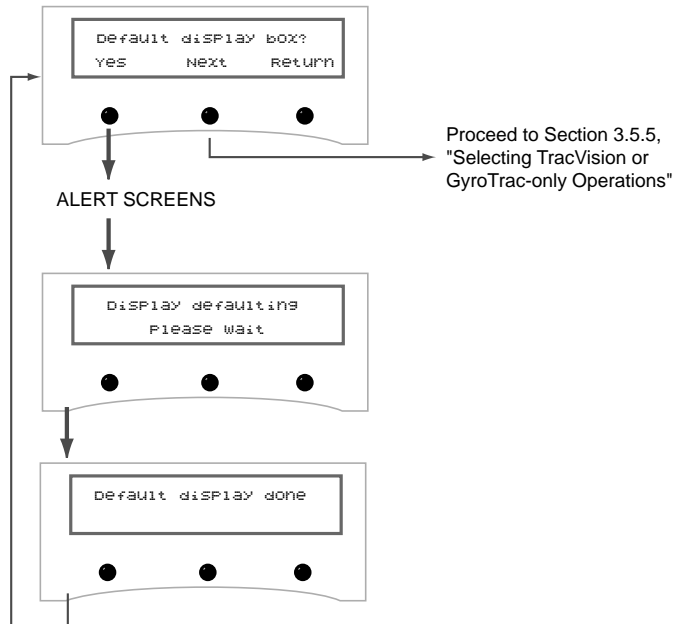 Default display box?
Yes Next Return
Proceed to Section 3.5.5,
"Selecting TracVision or
GyroTrac-only Operations"
ALERT SCREENS
Display defaulting
Please Wait
Default display done